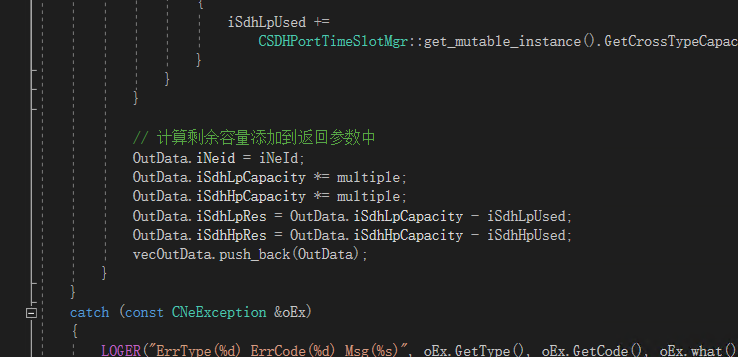 {
iSdhLpUsed +=
CSDHPortTimeSlotMgr::get_mutable_instance().GetCrossTypeCapac
}
}
}
// 计算剩余容量添加到返回参数中
OutData.iNeid = iNeId;
OutData.iSdhLpCapacity *= multiple;
OutData.iSdhHpCapacity *= multiple;
OutData.iSdhLpRes = OutData.iSdhLpCapacity - iSdhLpUsed;
OutData.iSdhHpRes = OutData.iSdhHpCapacity - iSdhHpUsed;
vecOutData.push_back(OutData);
}
}
catch (const CNeException &oEx)
{
LOGER("ErrType(%d) ErrCode(%d) Msg(%s)", oEx.GetType(), oEx.GetCode(), oEx.what()